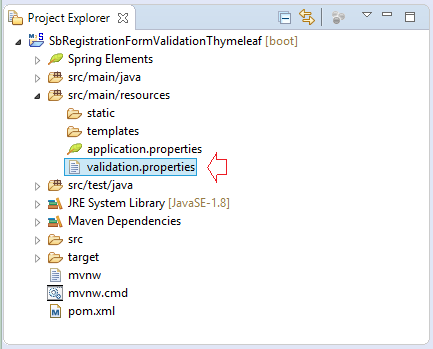 Project Explorer
SbRegistrationFormValidationThymeleaf [boot]
Spring Elements
src/main/java
src/main/resources
static
templates
application.properties
validation.properties
src/test/java
JRE System Library [JavaSE-1.8]
Maven Dependencies
src
target
mvnw
mvnw.cmd
pom.xml